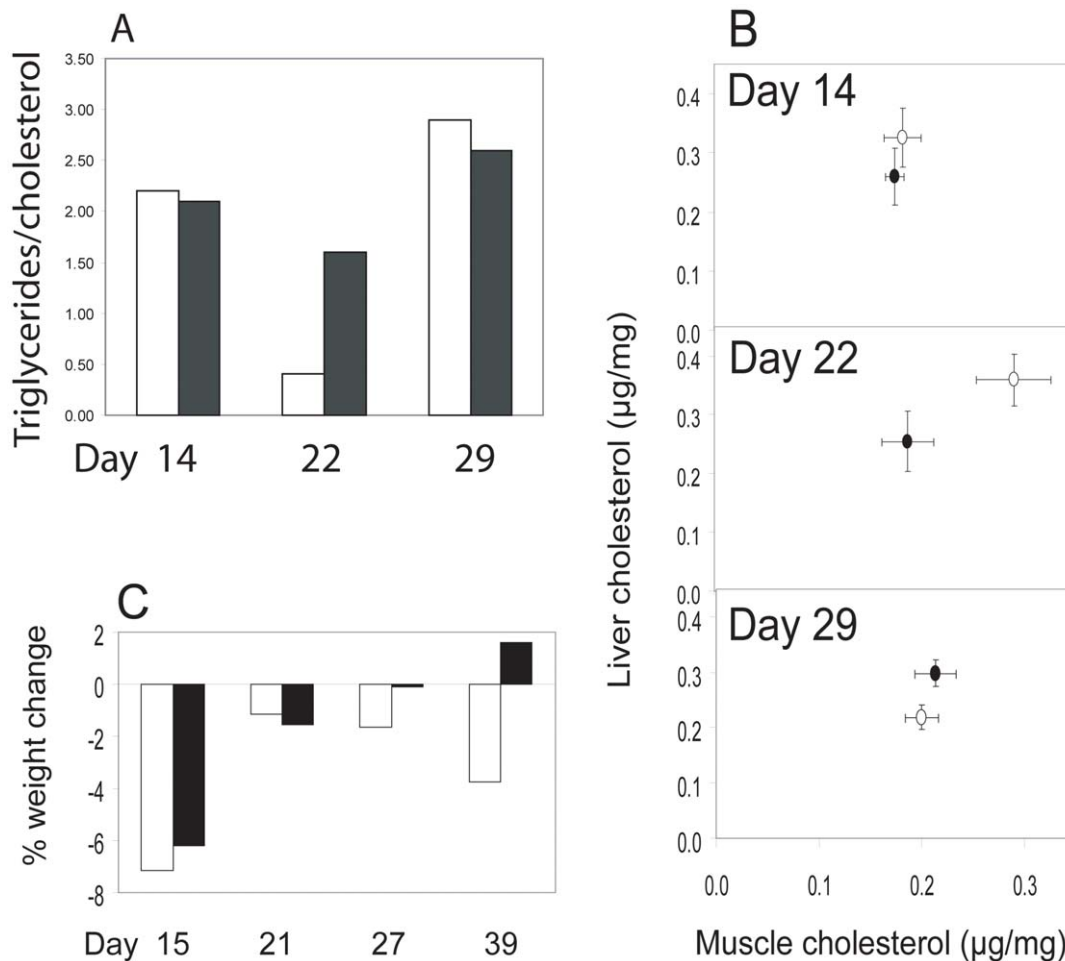 A
Triglycerides/cholesterol
3.50
3.00
2.50
2.00
1.50
1.00
0.50
0.00
Day 14 22 29
B
Liver cholesterol (µg/mg)
Day 14
0.4
0.3
0.2
0.1
0.0
Day 22
0.4
0.3
0.2
0.1
0.0
Day 29
0.4
0.3
0.2
0.1
0.0
0.0 0.1 0.2 0.3
Muscle cholesterol (µg/mg)
C
% weight change
2
0
-2
-4
-6
-8
Day 15 21 27 39